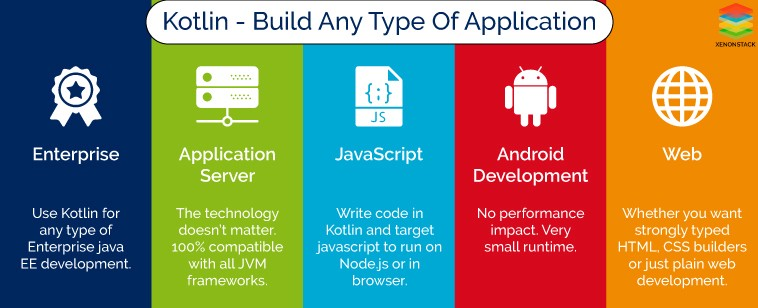 Kotlin - Build Any Type Of Application
XENONSTACK
Enterprise
Use Kotlin for
any type of
Enterprise java
EE development.
Application
Server
The technology
doesn't matter.
100% compatible
with all JVM
frameworks.
{;}
JS
JavaScript
Write code in
Kotlin and target
javascript to run on
Node.js or in
browser.
Android
Development
No performance
impact. Very
small runtime.
Web
Whether you want
strongly typed
HTML, CSS builders
or just plain web
development.